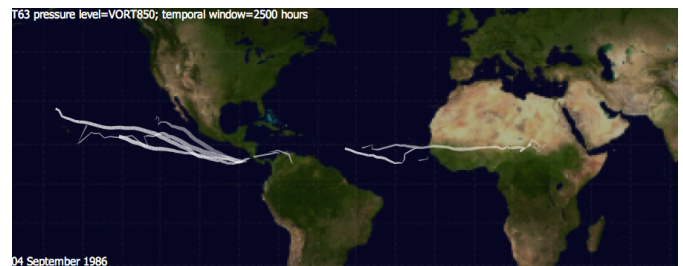 T63 pressure level=VORT850; temporal window=2500 hours
04 September 1986